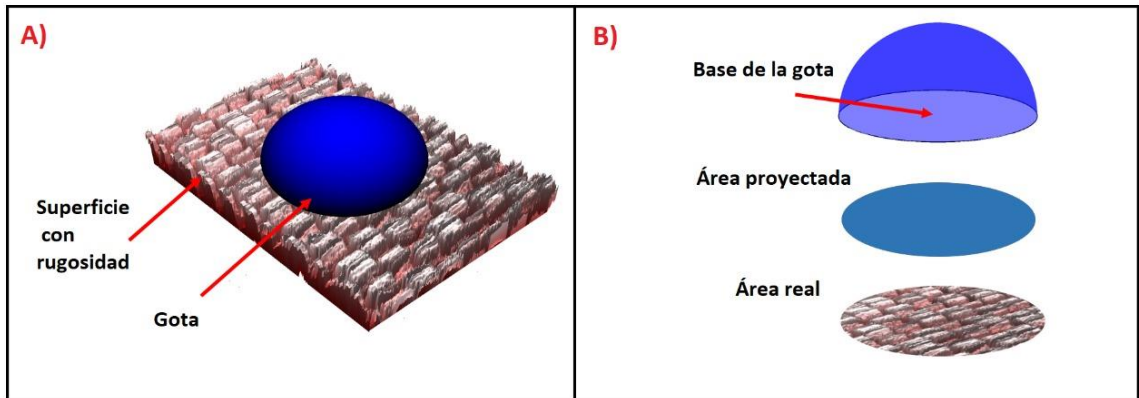 A)
Superficie
con
rugosidad
Gota
B)
Base de la gota
Área proyectada
Área real